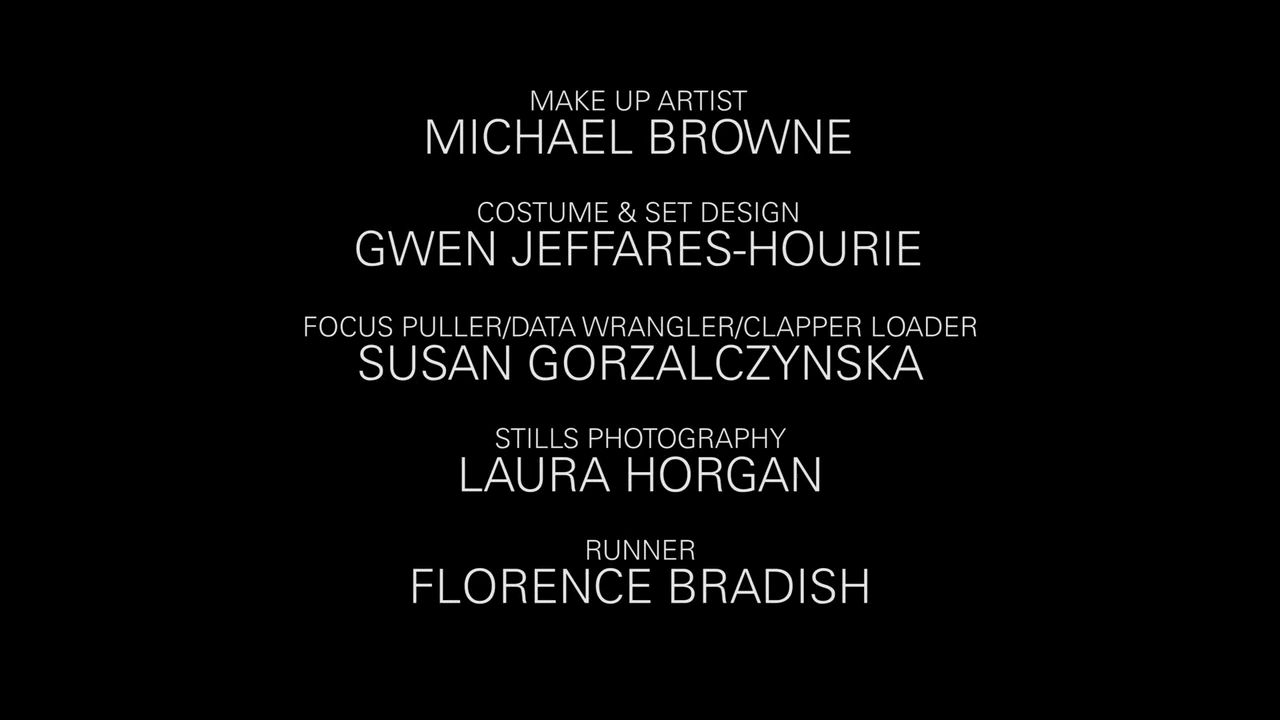 MAKE UP ARTIST
MICHAEL BROWNE
COSTUME & SET DESIGN
GWEN JEFFARES-HOURIE
FOCUS PULLER/DATA WRANGLER/CLAPPER LOADER
SUSAN GORZALCZYNSKA
STILLS PHOTOGRAPHY
LAURA HORGAN
RUNNER
FLORENCE BRADISH